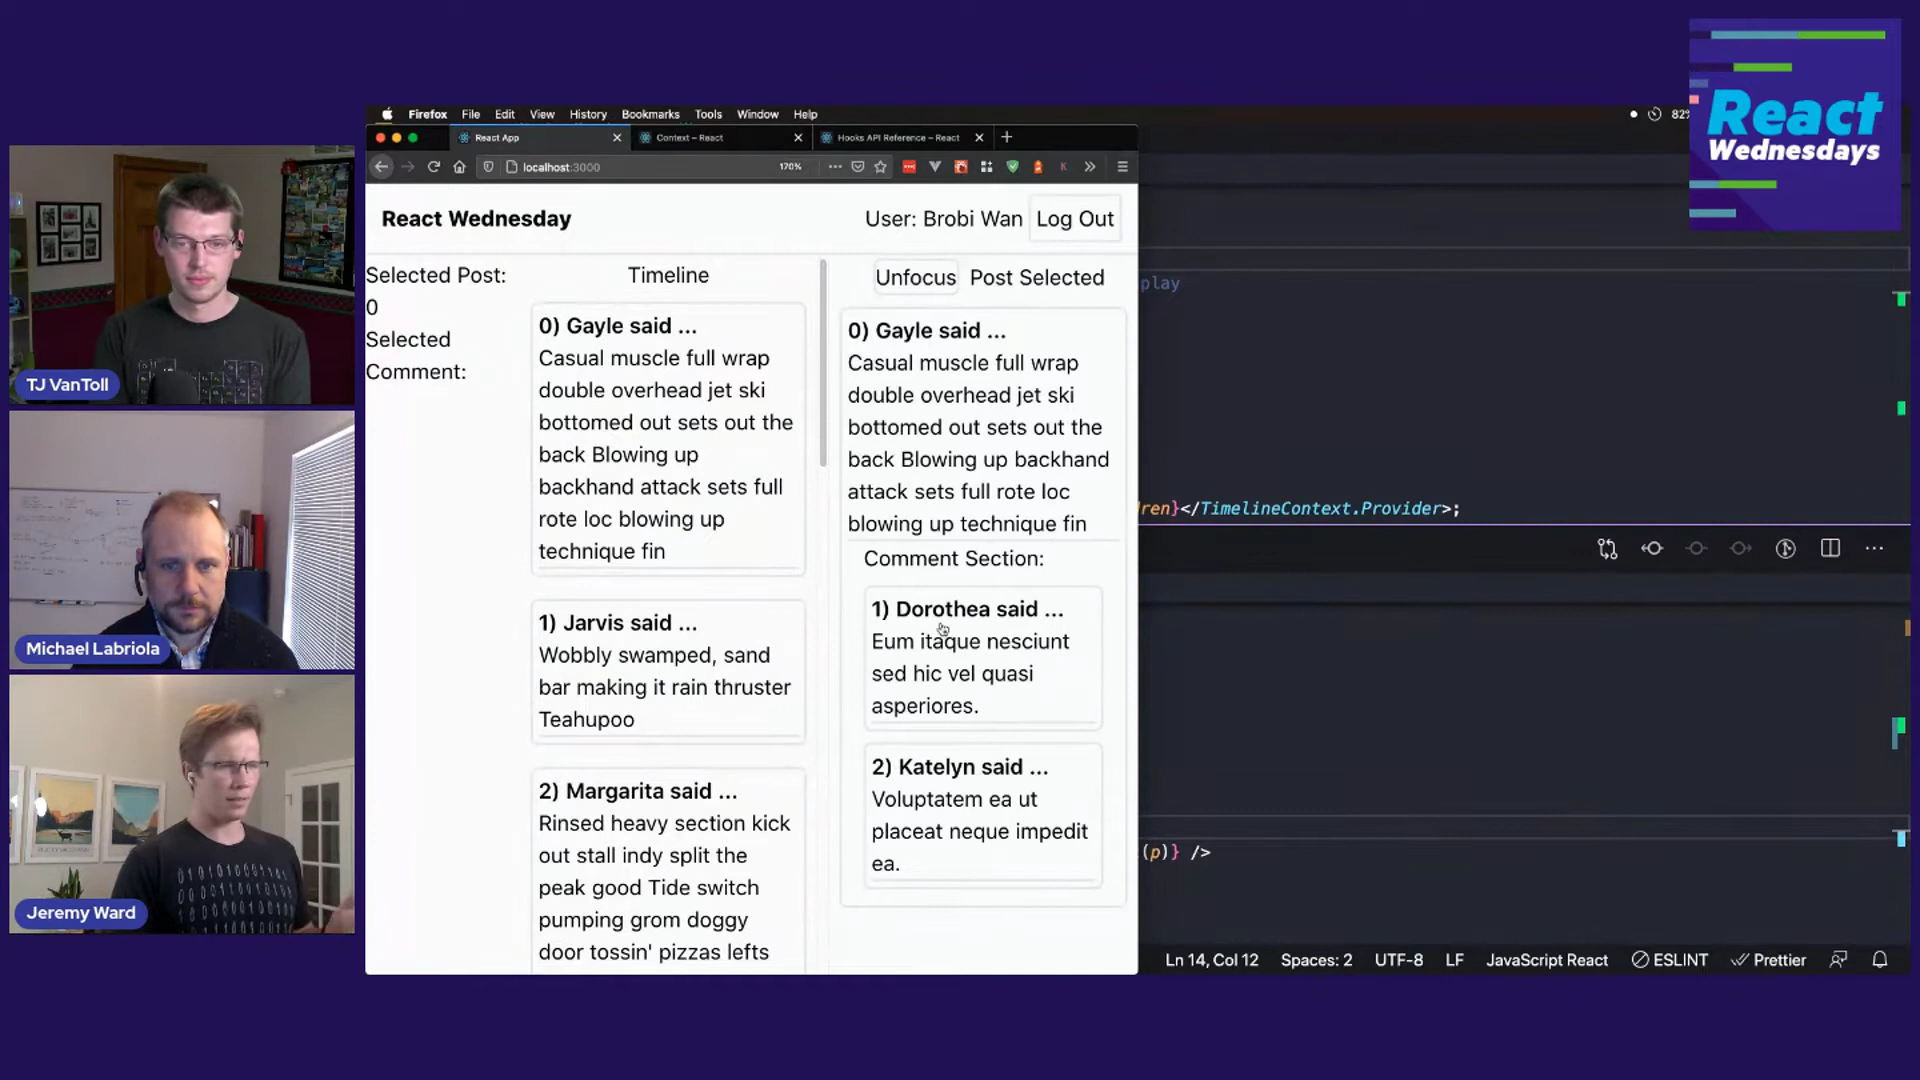 React
Wednesdays
TJ VanToll
Michael Labriola
Jeremy Ward
Firefox File Edit View History Bookmarks Tools Window Help
82%
React App
Context – React
Hooks API Reference – React
localhost:3000
170%
React Wednesday
User: Brobi Wan
Log Out
Selected Post:
0
Selected
Comment:
Timeline
0) Gayle said ...
Casual muscle full wrap
double overhead jet ski
bottomed out sets out the
back Blowing up
backhand attack sets full
rote loc blowing up
technique fin
1) Jarvis said ...
Wobbly swamped, sand
bar making it rain thruster
Teahupoo
2) Margarita said ...
Rinsed heavy section kick
out stall indy split the
peak good Tide switch
pumping grom doggy
door tossin' pizzas lefts
Unfocus
Post Selected
0) Gayle said ...
Casual muscle full wrap
double overhead jet ski
bottomed out sets out the
back Blowing up backhand
attack sets full rote loc
blowing up technique fin
Comment Section:
1) Dorothea said ...
Eum itaque nesciunt
sed hic vel quasi
asperiores.
2) Katelyn said ...
Voluptatem ea ut
placeat neque impedit
ea.
play
ren}</TimelineContext.Provider>;
(p)} />
Ln 14, Col 12
Spaces: 2
UTF-8
LF
JavaScript React
ESLINT
Prettier